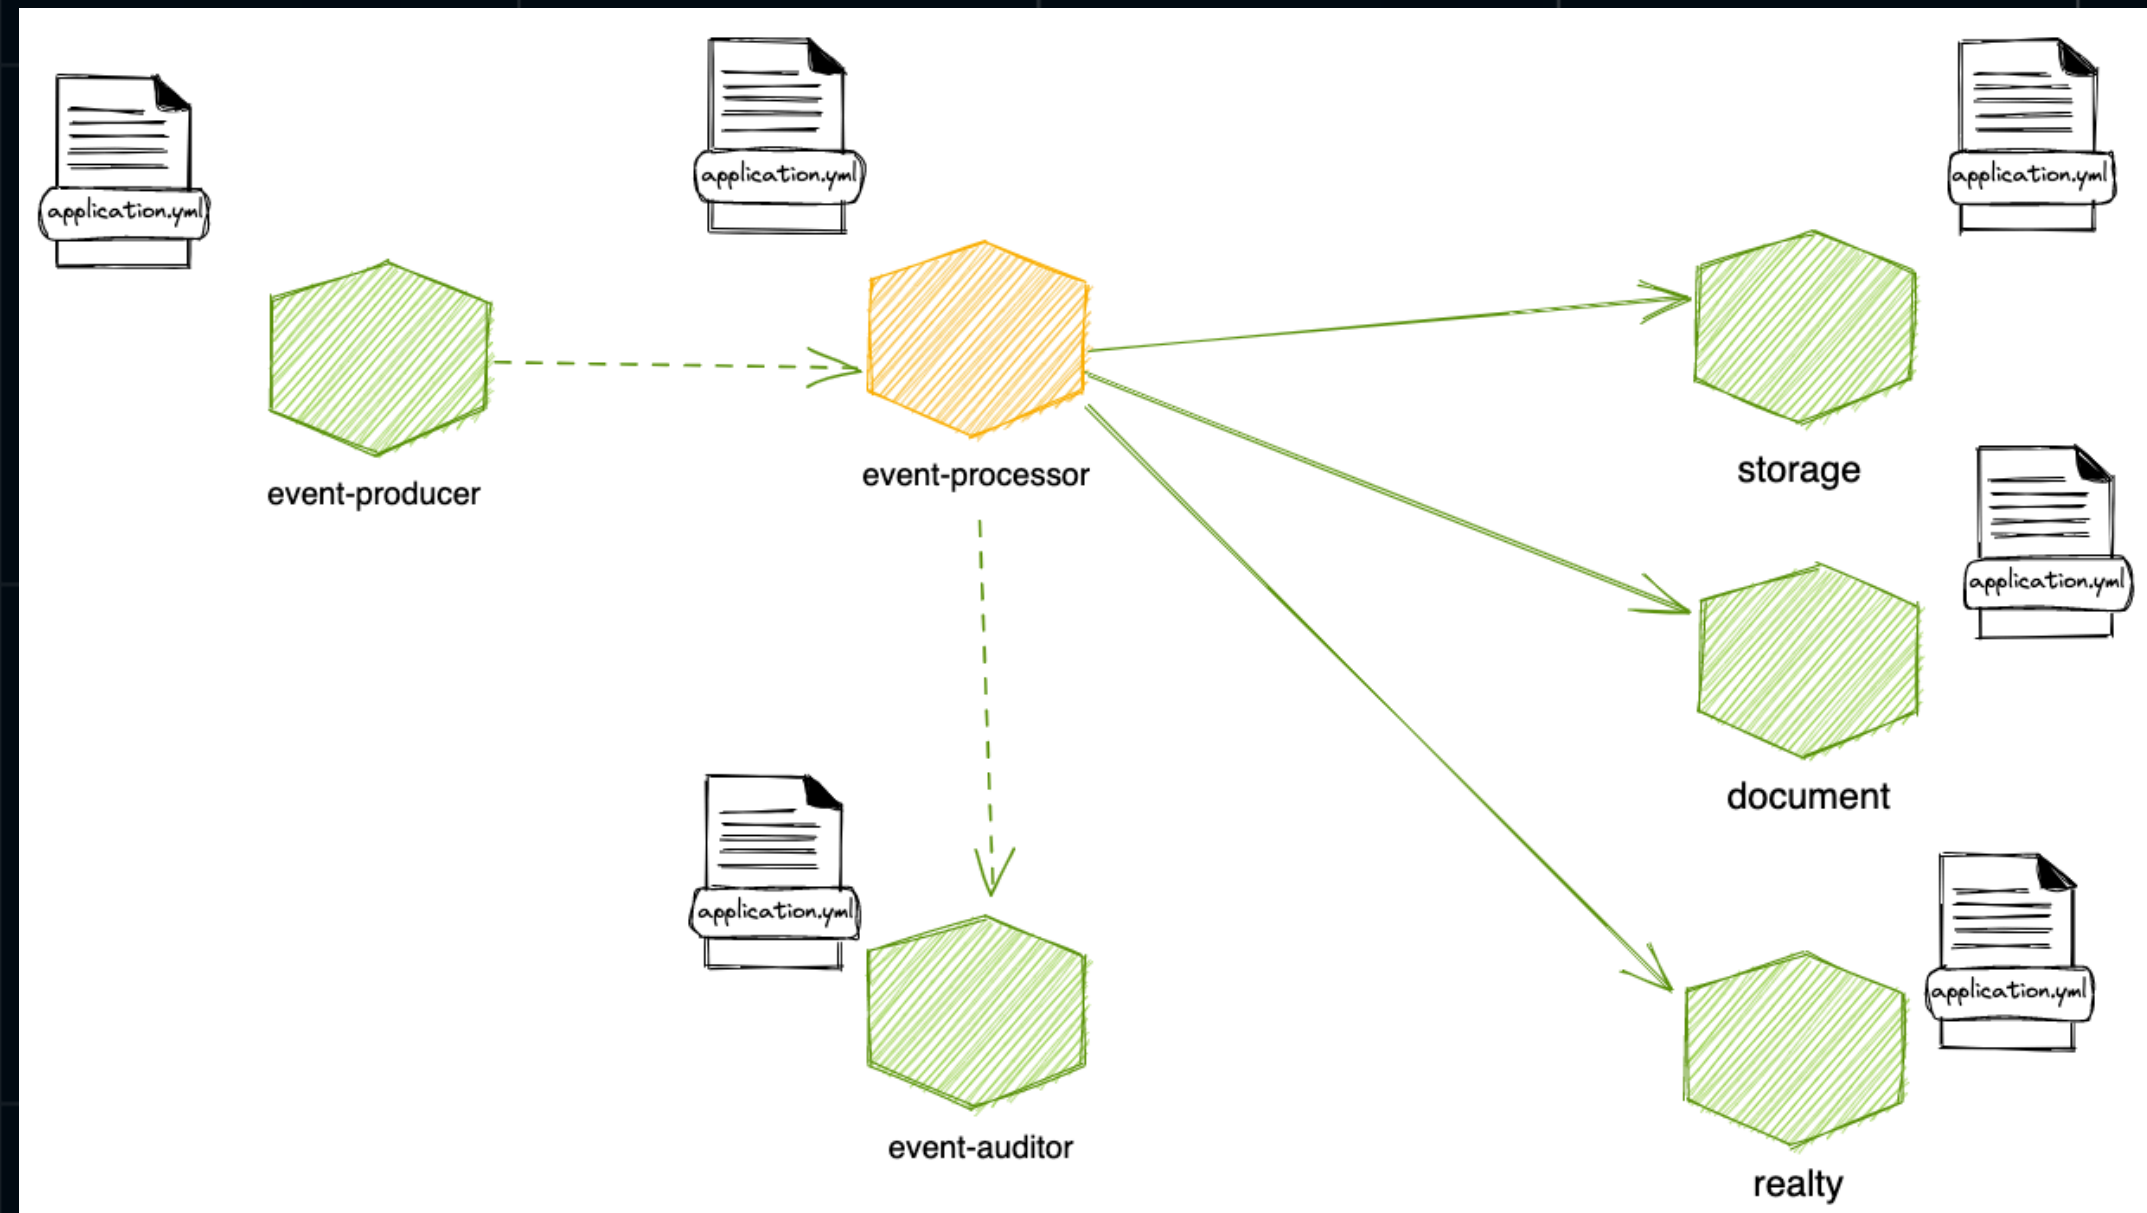 application.yml
application.yml
application.yml
event-producer
event-processor
storage
application.yml
document
application.yml
event-auditor
application.yml
realty